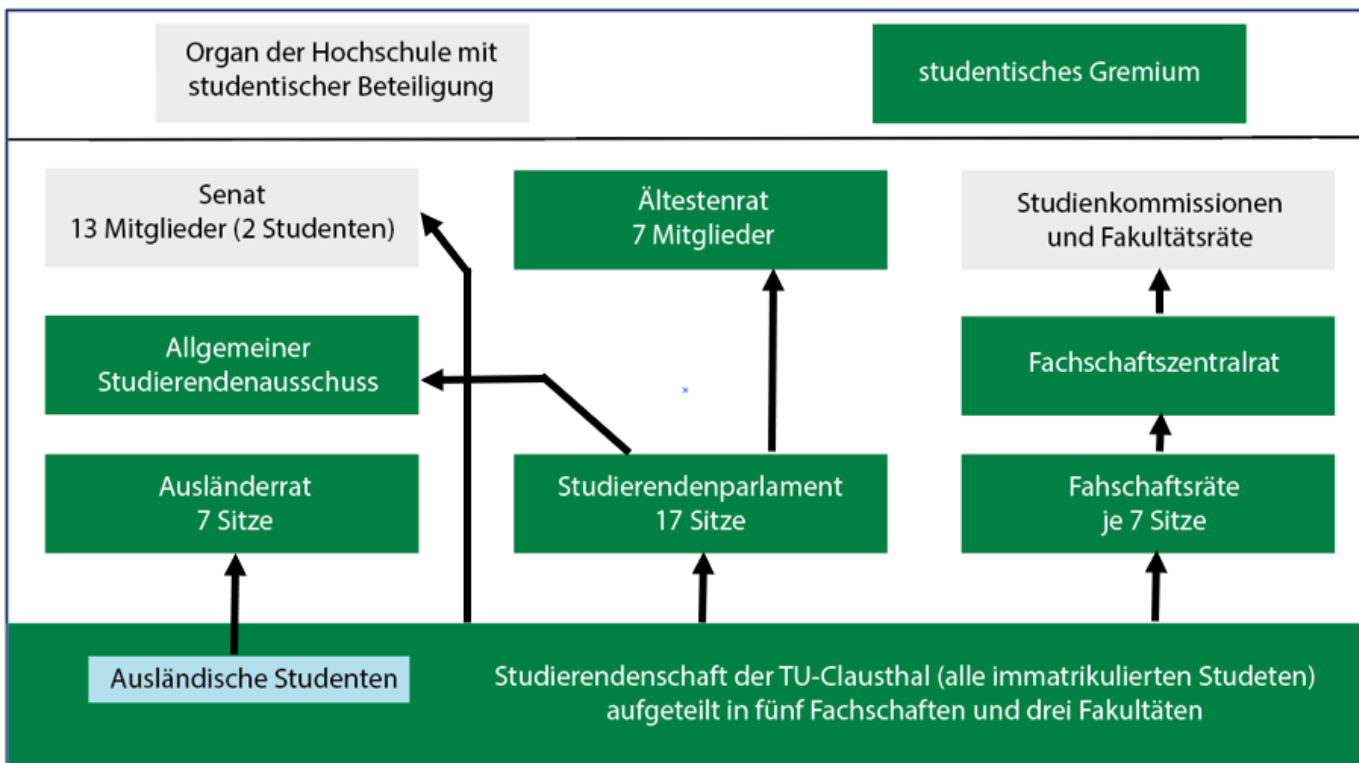 Organ der Hochschule mit
studentischer Beteiligung
studentisches Gremium
Senat
13 Mitglieder (2 Studenten)
Ältestenrat
7 Mitglieder
Studienkommissionen
und Fakultätsräte
Allgemeiner
Studierendenausschuss
Fachschaftszentralrat
Ausländerrat
7 Sitze
Studierendenparlament
17 Sitze
Fahschaftsräte
je 7 Sitze
Ausländische Studenten
Studierendenschaft der TU-Clausthal (alle immatrikulierten Studeten)
aufgeteilt in fünf Fachschaften und drei Fakultäten